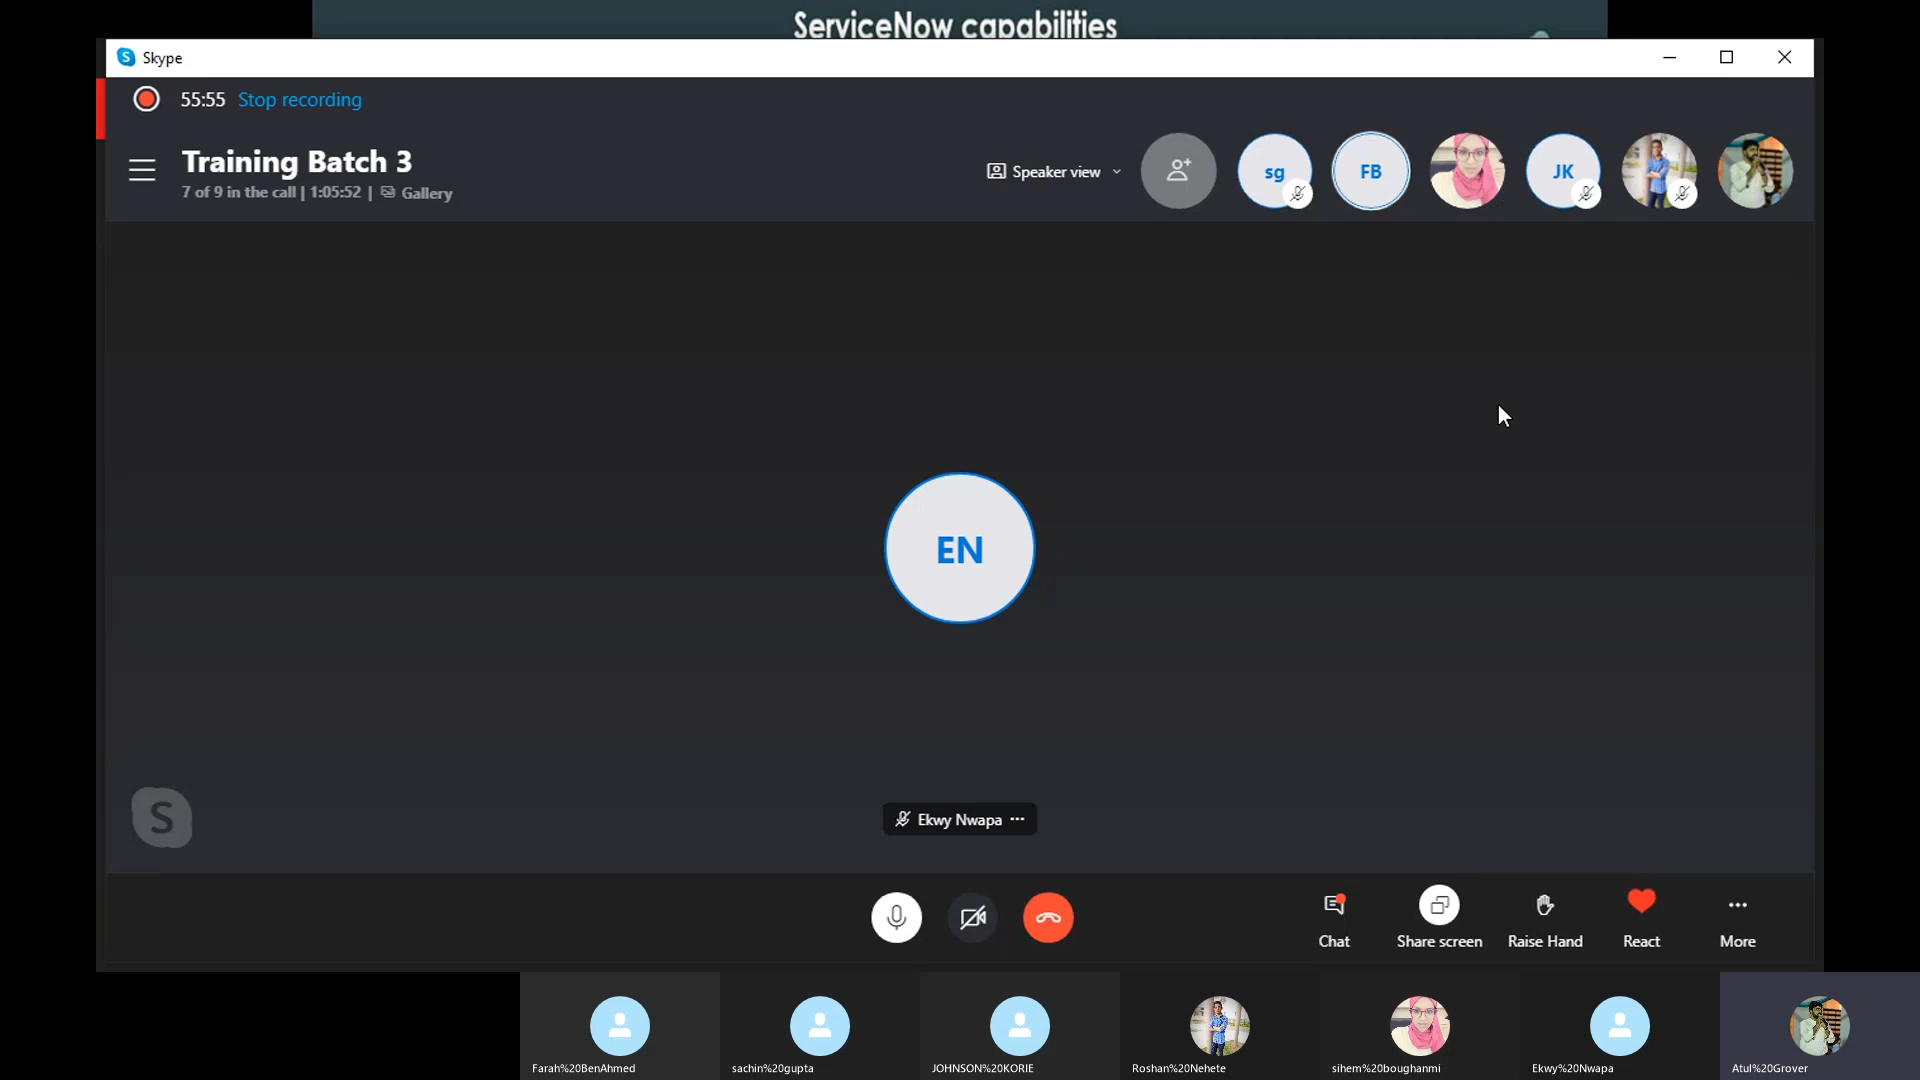 ServiceNow capabilities
Skype
55:55 Stop recording
Training Batch 3
7 of 9 in the call | 1:05:52 | Gallery
Speaker view
sg
FB
JK
EN
Ekwy Nwapa
Chat
Share screen
Raise Hand
React
More
Farah%20BenAhmed
sachin%20gupta
JOHNSON%20KORIE
Roshan%20Nehete
sihem%20boughanmi
Ekwy%20Nwapa
Atul%20Grover